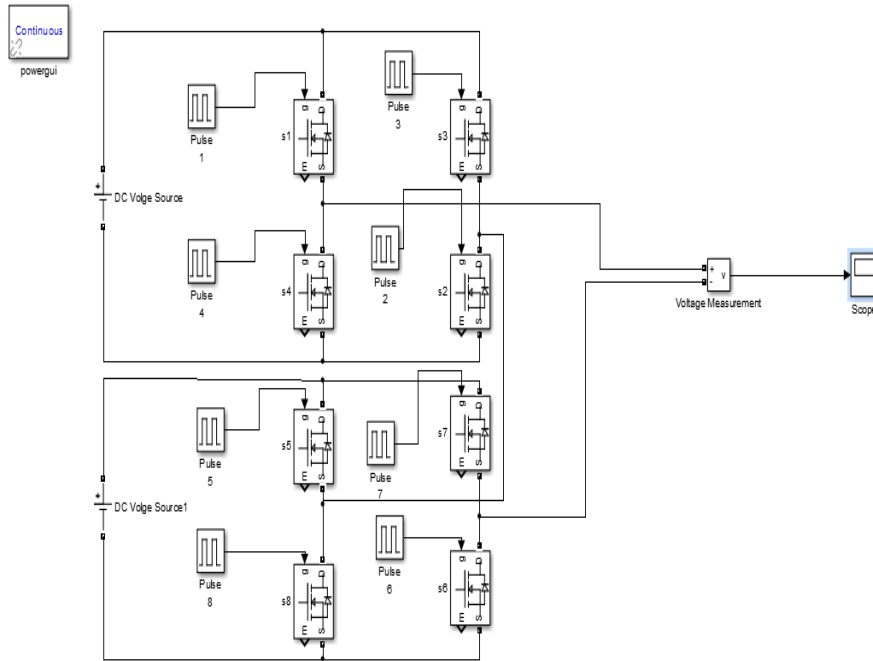 Continuous
powergui
Pulse
1
g
D
s1
E
S
Pulse
3
g
D
s3
E
S
+
DC Volge Source
Pulse
4
g
D
s4
E
S
Pulse
2
g
D
s2
E
S
+
-
v
Voltage Measurement
Scope
Pulse
5
g
D
s5
E
S
Pulse
7
g
D
s7
E
S
+
DC Volge Source1
Pulse
8
g
D
s8
E
S
Pulse
6
g
D
s6
E
S